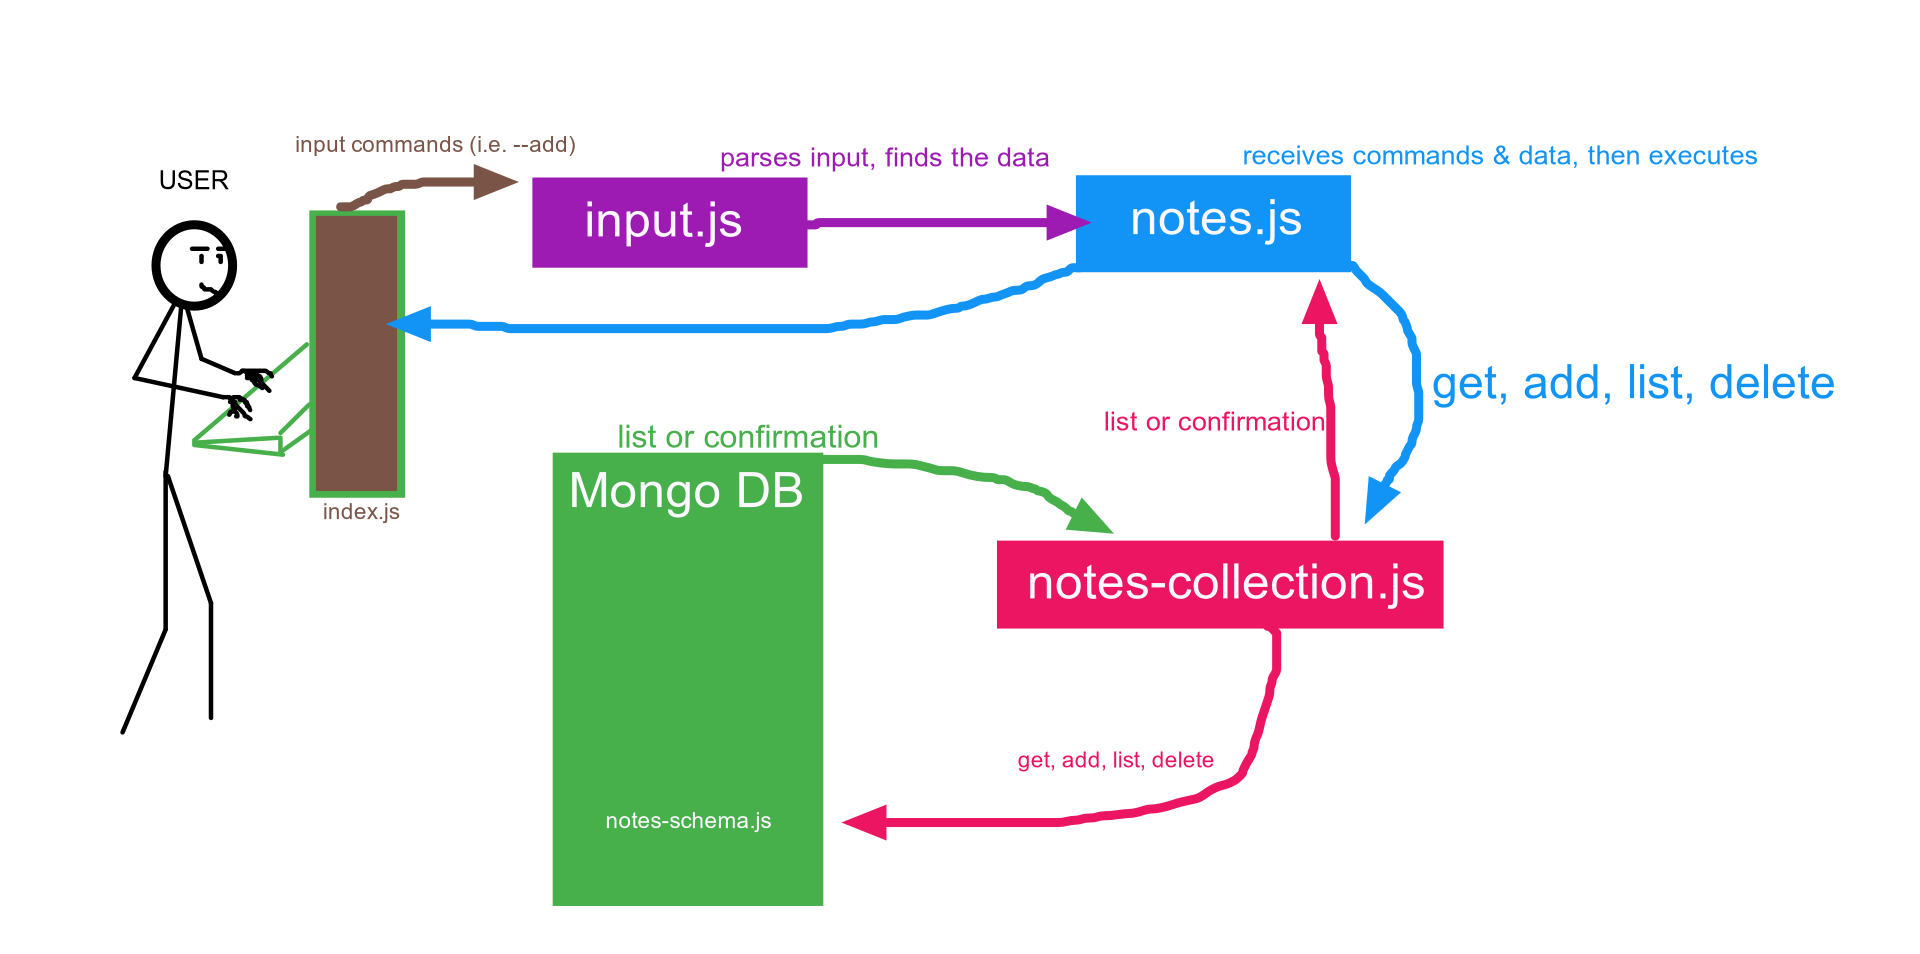 input commands (i.e. --add)
parses input, finds the data
receives commands & data, then executes
USER
input.js
notes.js
get, add, list, delete
list or confirmation
list or confirmation
Mongo DB
index.js
notes-collection.js
get, add, list, delete
notes-schema.js